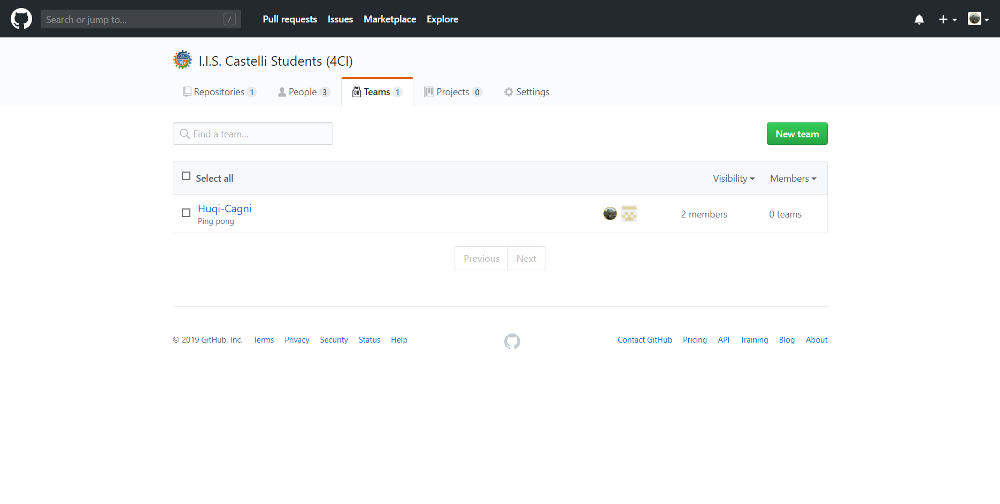 Search or jump to... /
Pull requests Issues Marketplace Explore
I.I.S. Castelli Students (4CI)
Repositories 1 People 3 Teams 1 Projects 0 Settings
Find a team...
New team
Select all Visibility Members
Huqi-Cagni
Ping pong
2 members 0 teams
Previous Next
© 2019 GitHub, Inc. Terms Privacy Security Status Help Contact GitHub Pricing API Training Blog About